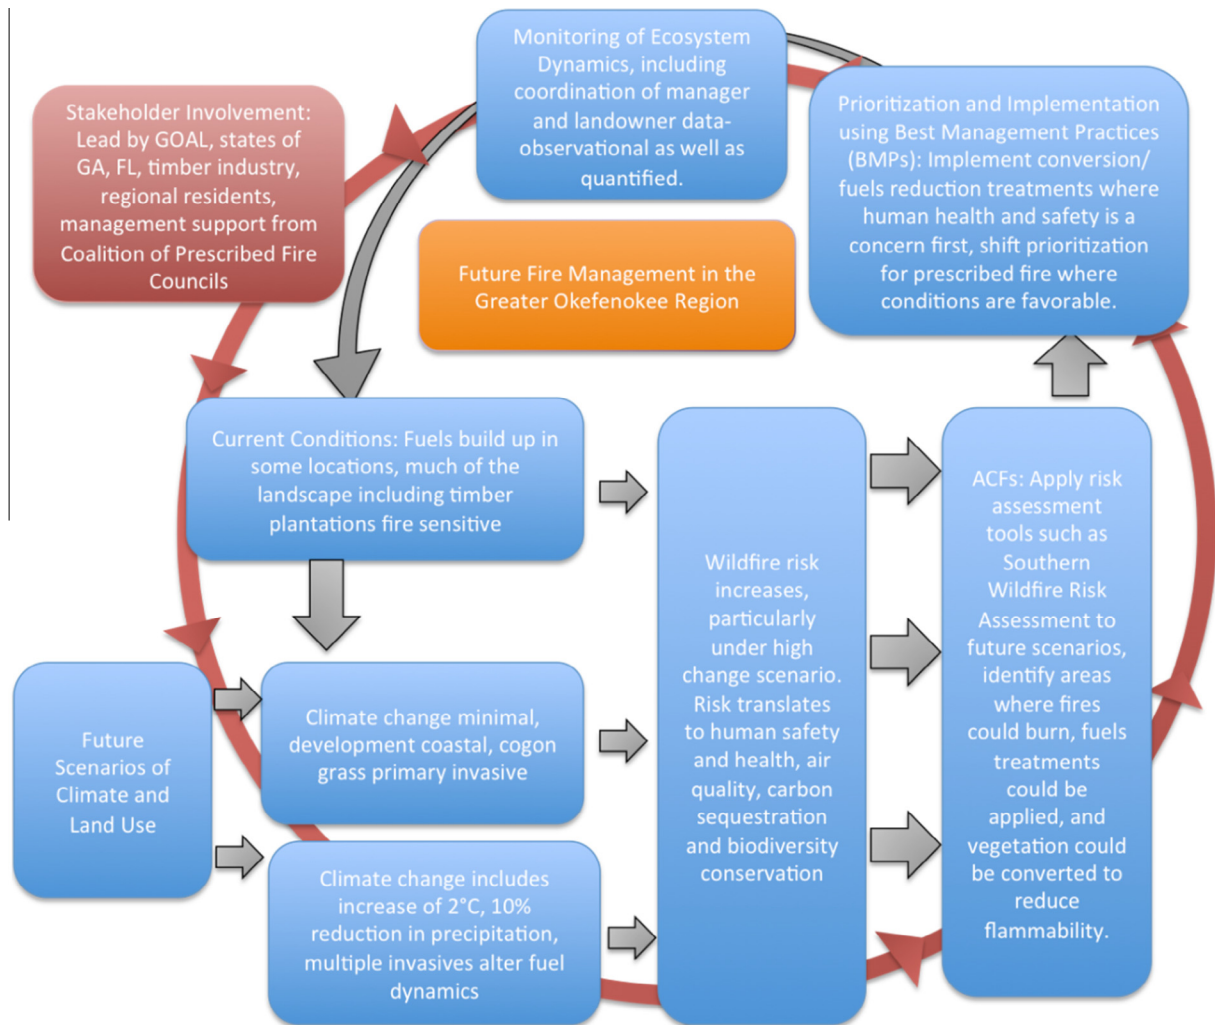 Monitoring of Ecosystem
Dynamics, including
coordination of manager
and landowner data-
observational as well as
quantified.
Stakeholder Involvement:
Lead by GOAL, states of
GA, FL, timber industry,
regional residents,
management support from
Coalition of Prescribed Fire
Councils
Prioritization and Implementation
using Best Management Practices
(BMPs): Implement conversion/
fuels reduction treatments where
human health and safety is a
concern first, shift prioritization
for prescribed fire where
conditions are favorable.
Future Fire Management in the
Greater Okefenokee Region
Current Conditions: Fuels build up in
some locations, much of the
landscape including timber
plantations fire sensitive
Future
Scenarios of
Climate and
Land Use
Climate change minimal,
development coastal, cogon
grass primary invasive
Climate change includes
increase of 2°C, 10%
reduction in precipitation,
multiple invasives alter fuel
dynamics
Wildfire risk
increases,
particularly
under high
change scenario.
Risk translates
to human safety
and health, air
quality, carbon
sequestration
and biodiversity
conservation
ACFs: Apply risk
assessment
tools such as
Southern
Wildfire Risk
Assessment to
future scenarios,
identify areas
where fires
could burn, fuels
treatments
could be
applied, and
vegetation could
be converted to
reduce
flammability.